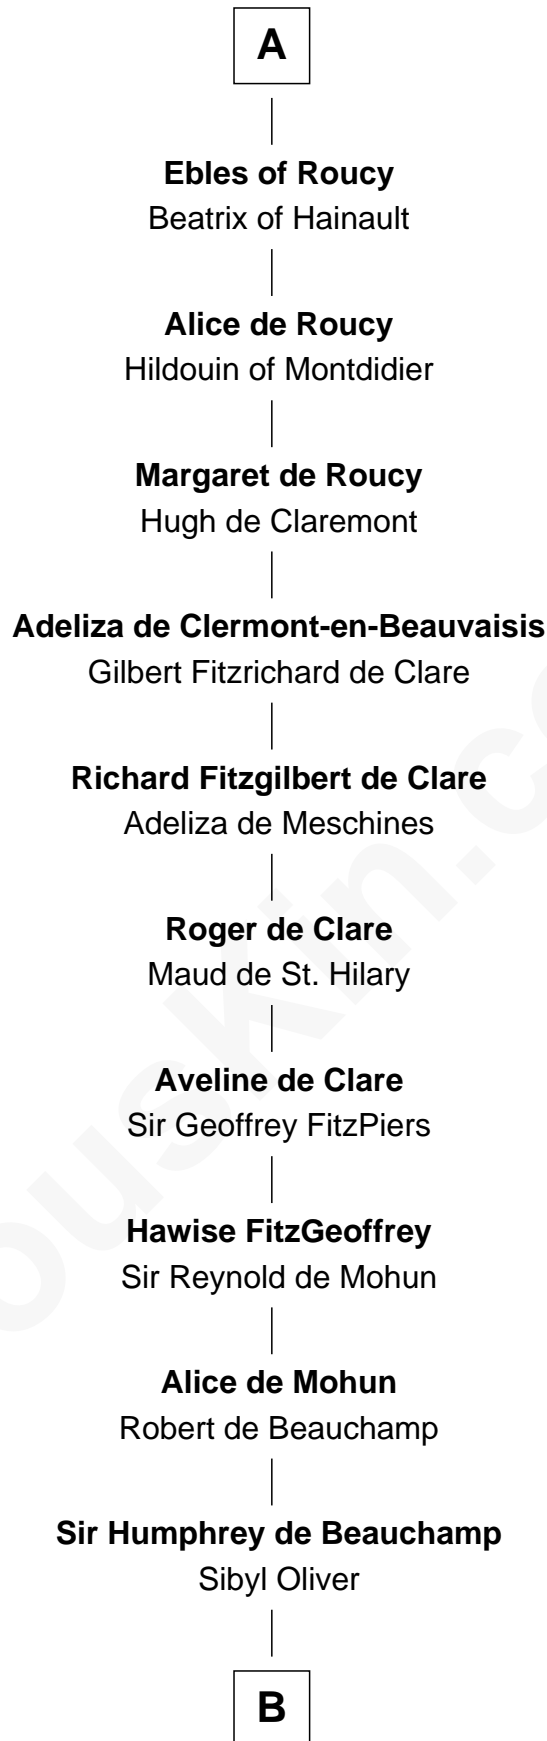 A
Ebles of Roucy
Beatrix of Hainault
Alice de Roucy
Hildouin of Montdidier
Margaret de Roucy
Hugh de Claremont
Adeliza de Clermont-en-Beauvaisis
Gilbert Fitzrichard de Clare
Richard Fitzgilbert de Clare
Adeliza de Meschines
Roger de Clare
Maud de St. Hilary
Aveline de Clare
Sir Geoffrey FitzPiers
Hawise FitzGeoffrey
Sir Reynold de Mohun
Alice de Mohun
Robert de Beauchamp
Sir Humphrey de Beauchamp
Sibyl Oliver
B